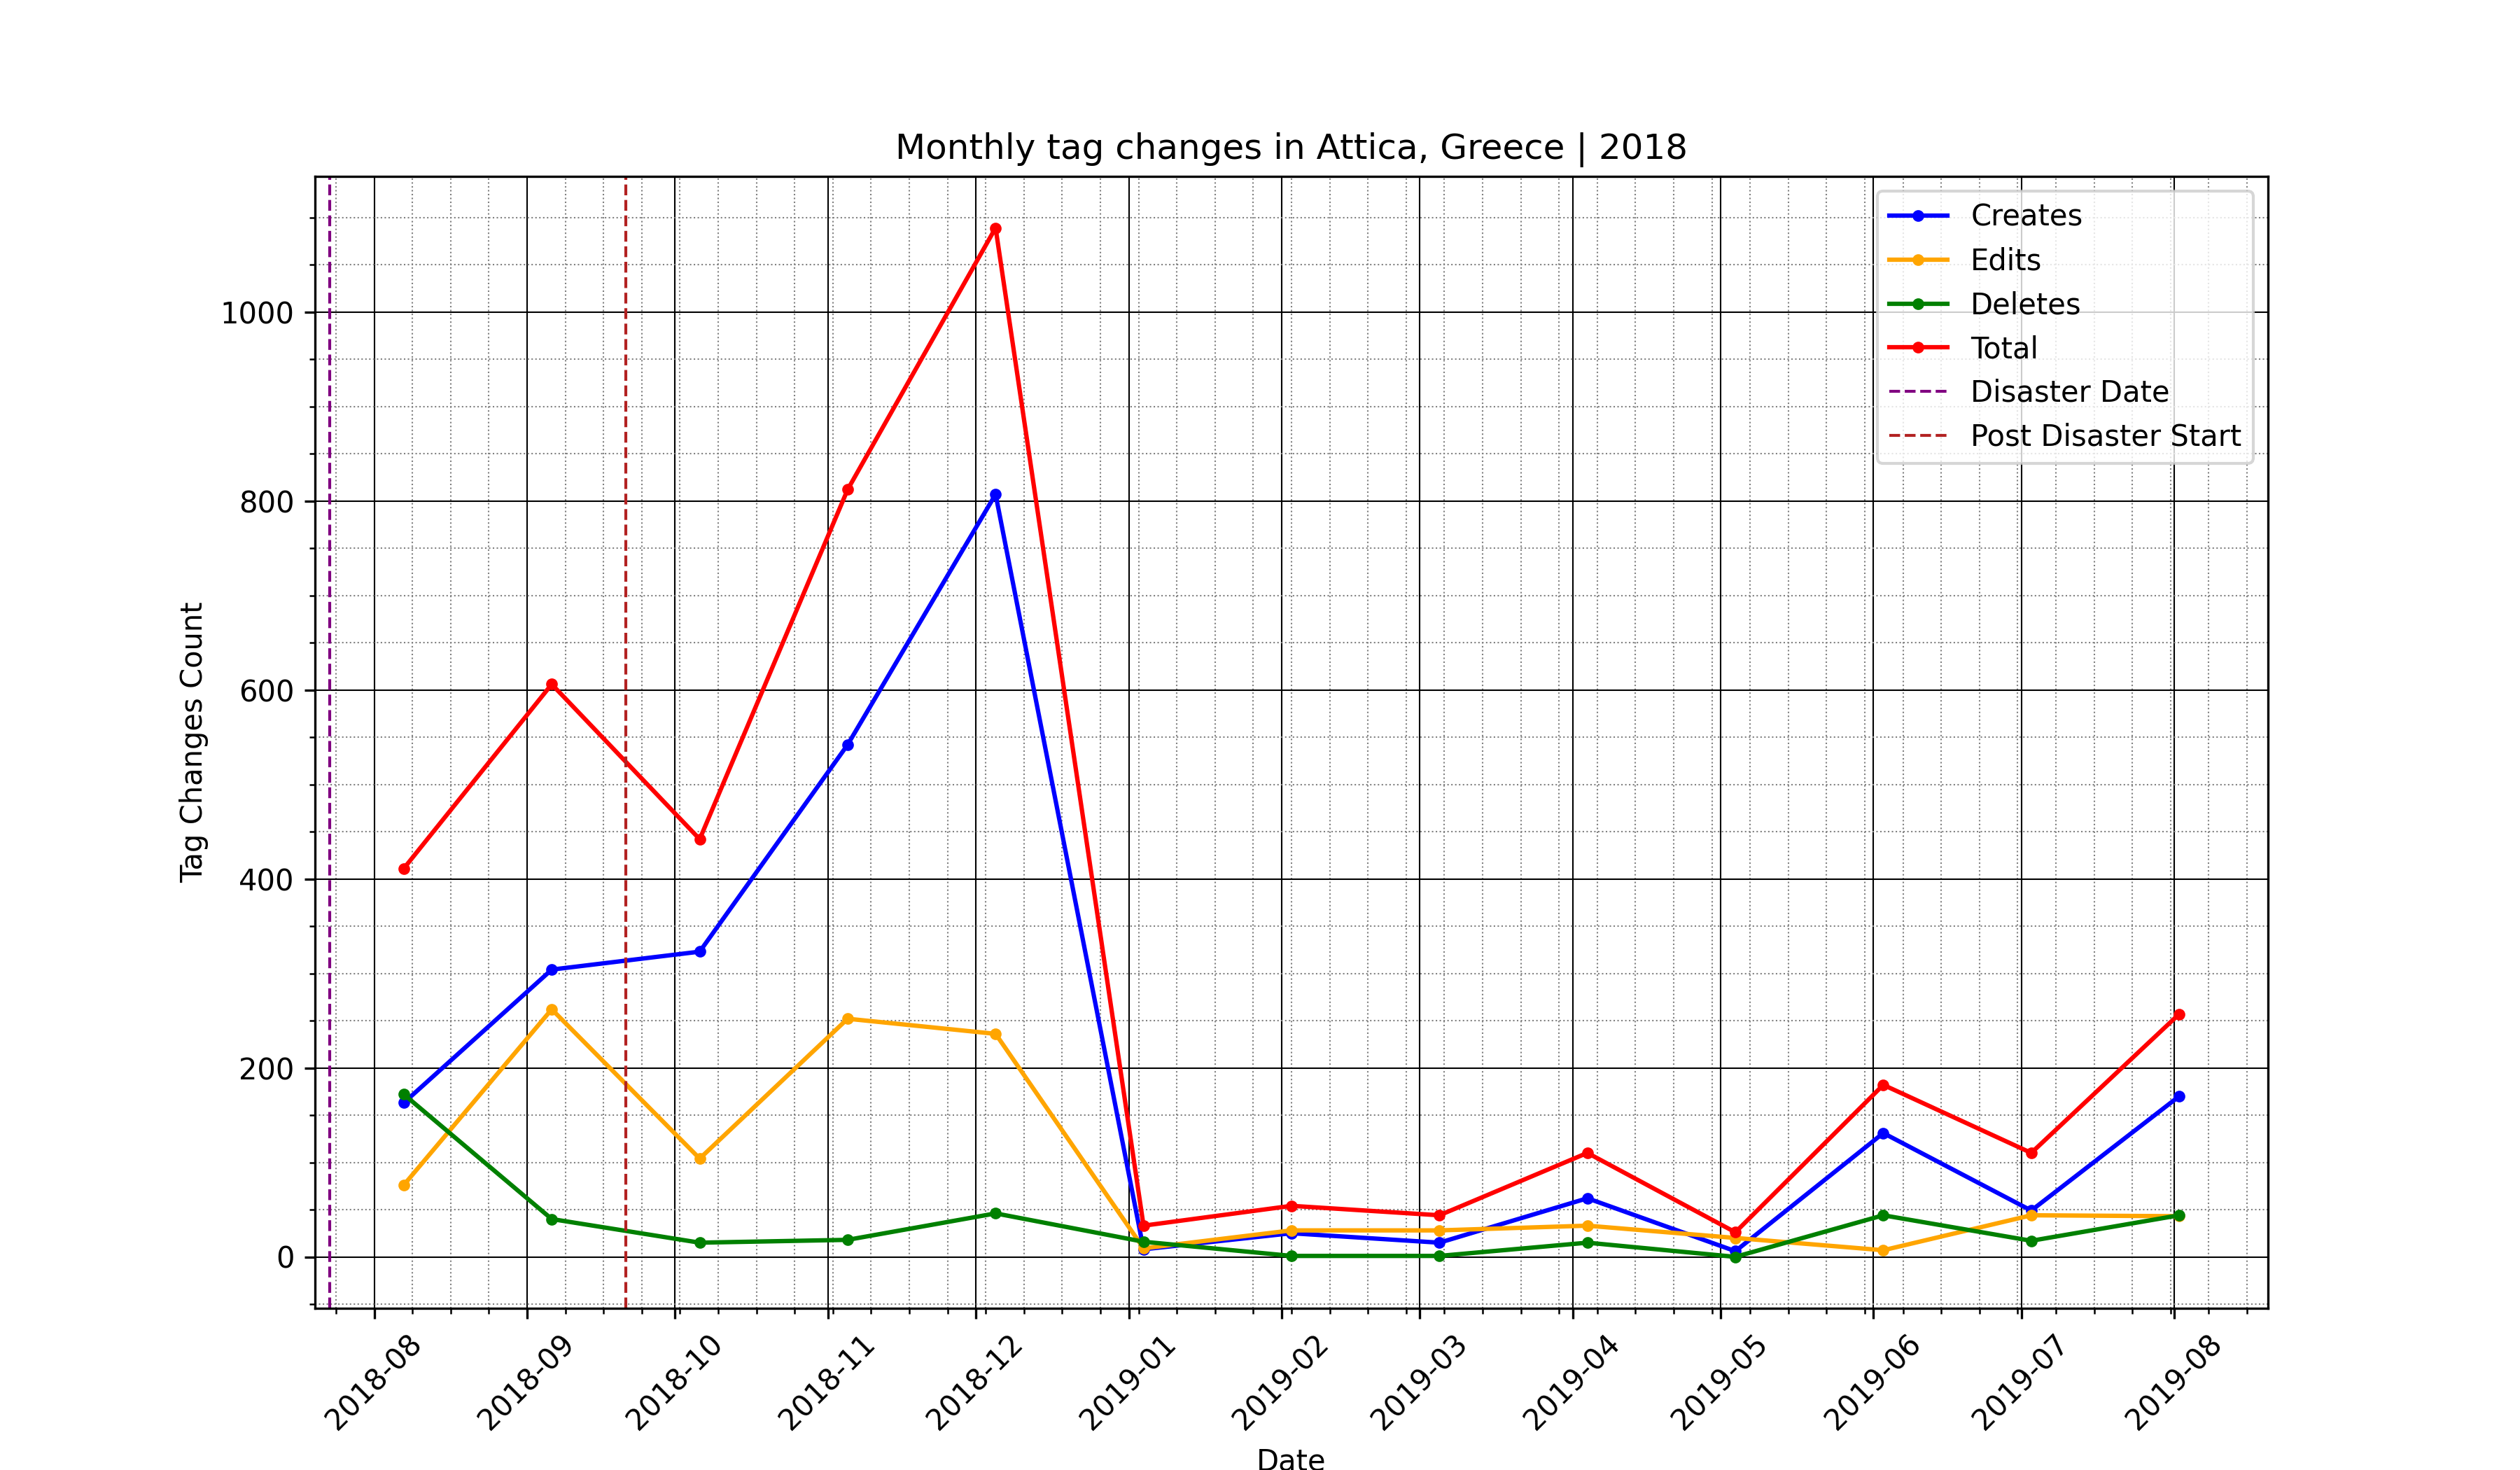 Monthly tag changes in Attica, Greece | 2018
Creates
Edits
Deletes
Total
Disaster Date
Post Disaster Start
Tag Changes Count
1000
800
600
400
200
0
2018-08
2018-09
2018-10
2018-11
2018-12
2019-01
2019-02
2019-03
2019-04
2019-05
2019-06
2019-07
2019-08
Date